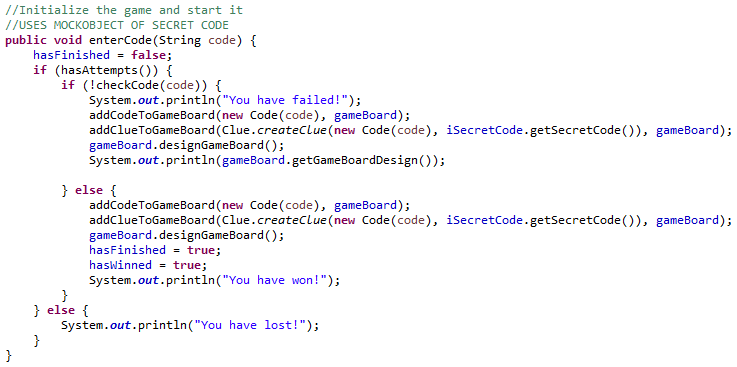 //Initialize the game and start it
//USES MOCKOBJECT OF SECRET CODE
public void enterCode(String code) {
    hasFinished = false;
    if (hasAttempts()) {
        if (!checkCode(code)) {
            System.out.println("You have failed!");
            addCodeToGameBoard(new Code(code), gameBoard);
            addClueToGameBoard(Clue.createClue(new Code(code), iSecretCode.getSecretCode()), gameBoard);
            gameBoard.designGameBoard();
            System.out.println(gameBoard.getGameBoardDesign());

        } else {
            addCodeToGameBoard(new Code(code), gameBoard);
            addClueToGameBoard(Clue.createClue(new Code(code), iSecretCode.getSecretCode()), gameBoard);
            gameBoard.designGameBoard();
            hasFinished = true;
            hasWinned = true;
            System.out.println("You have won!");
        }
    } else {
        System.out.println("You have lost!");
    }
}